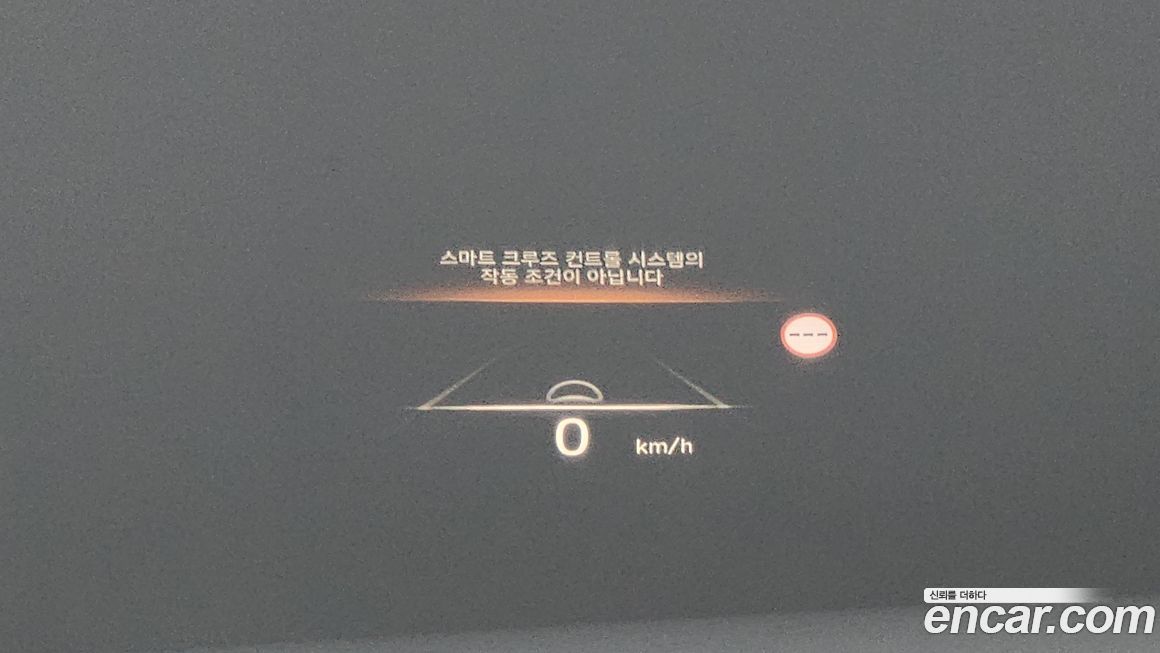 스마트 크루즈 컨트롤 시스템의
작동 조건이 아닙니다
---
0 km/h
신뢰를 더하다
encar.com